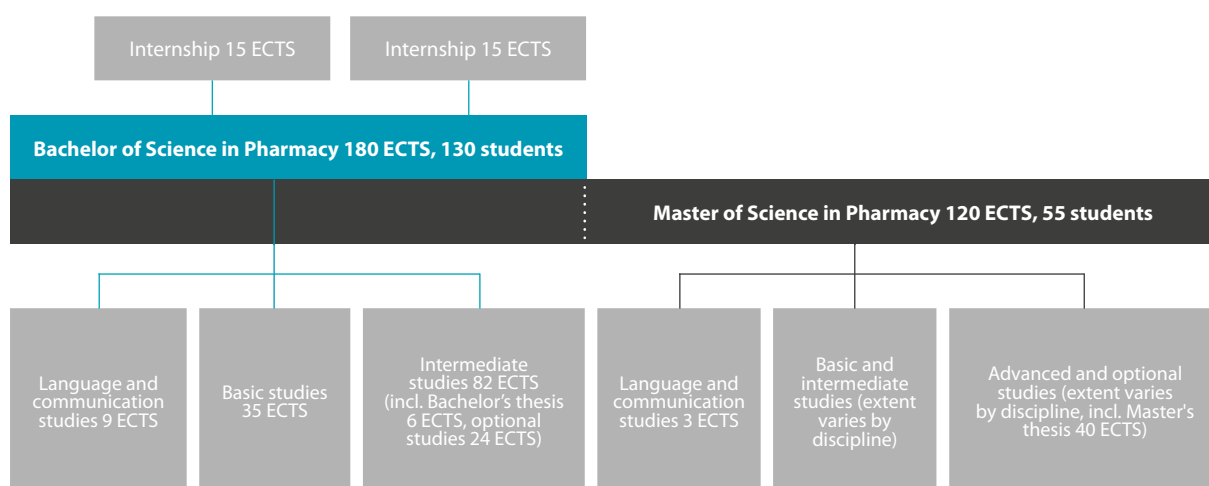 Internship 15 ECTS
Internship 15 ECTS
Bachelor of Science in Pharmacy 180 ECTS, 130 students
Master of Science in Pharmacy 120 ECTS, 55 students
Language and
communication
studies 9 ECTS
Basic studies
35 ECTS
Intermediate
studies 82 ECTS
(incl. Bachelor’s thesis
6 ECTS, optional
studies 24 ECTS)
Language and
communication
studies 3 ECTS
Basic and
intermediate
studies (extent
varies by
discipline)
Advanced and optional
studies (extent varies
by discipline, incl. Master's
thesis 40 ECTS)